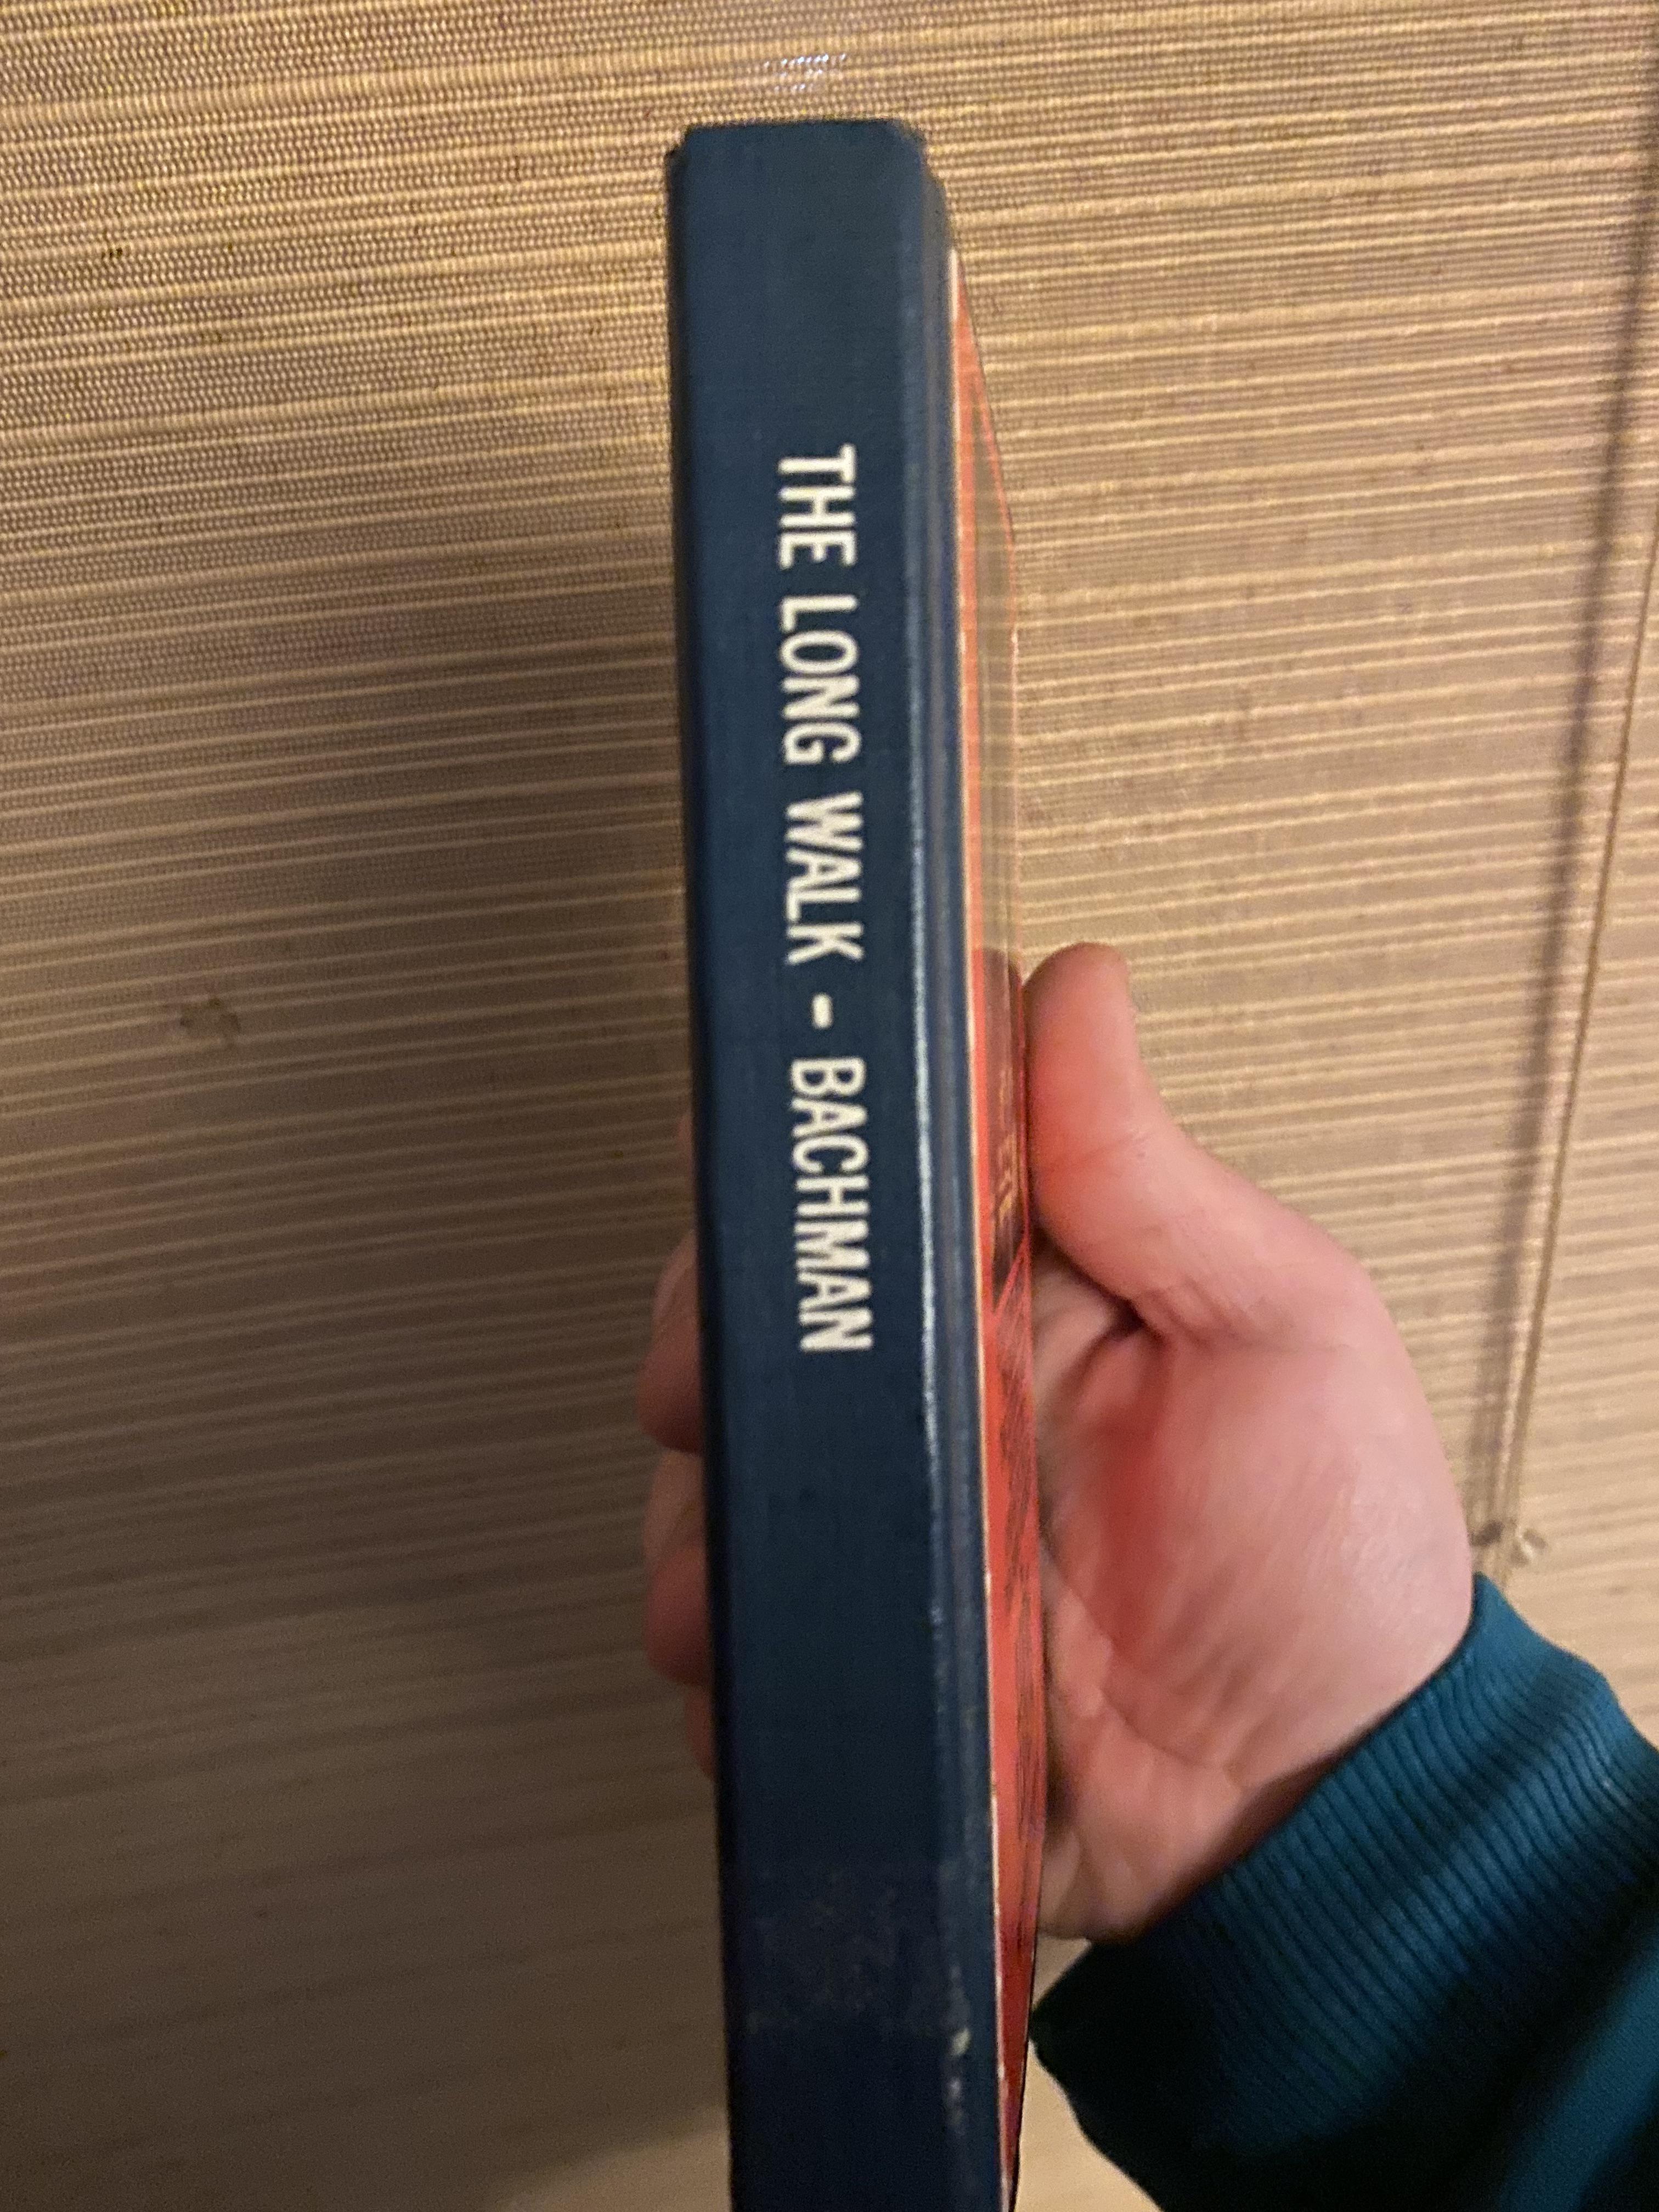 THE LONG WALK • BACHMAN